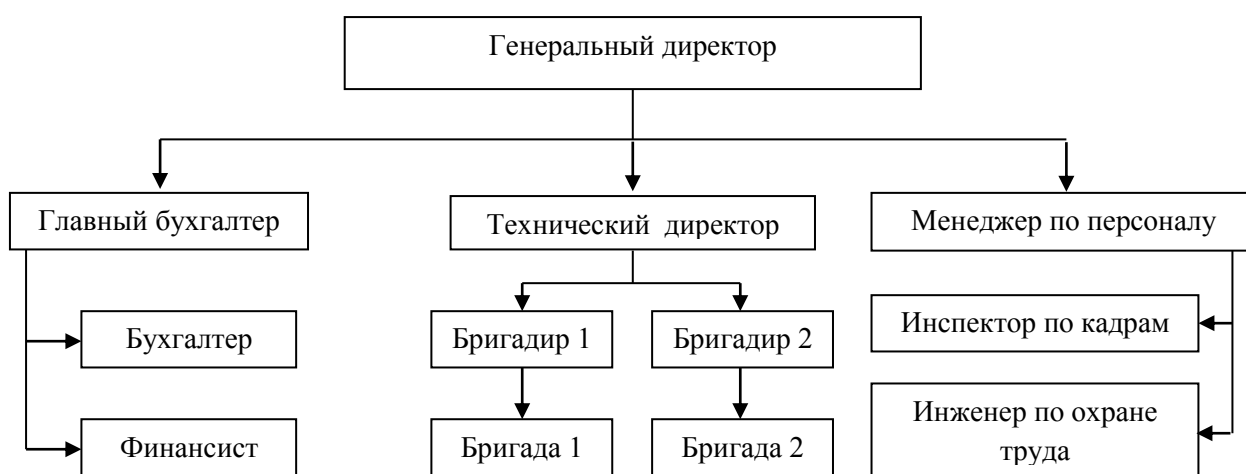 Генеральный директор
Главный бухгалтер
Технический директор
Менеджер по персоналу
Бухгалтер
Бригадир 1
Бригадир 2
Инспектор по кадрам
Финансист
Бригада 1
Бригада 2
Инженер по охране
труда